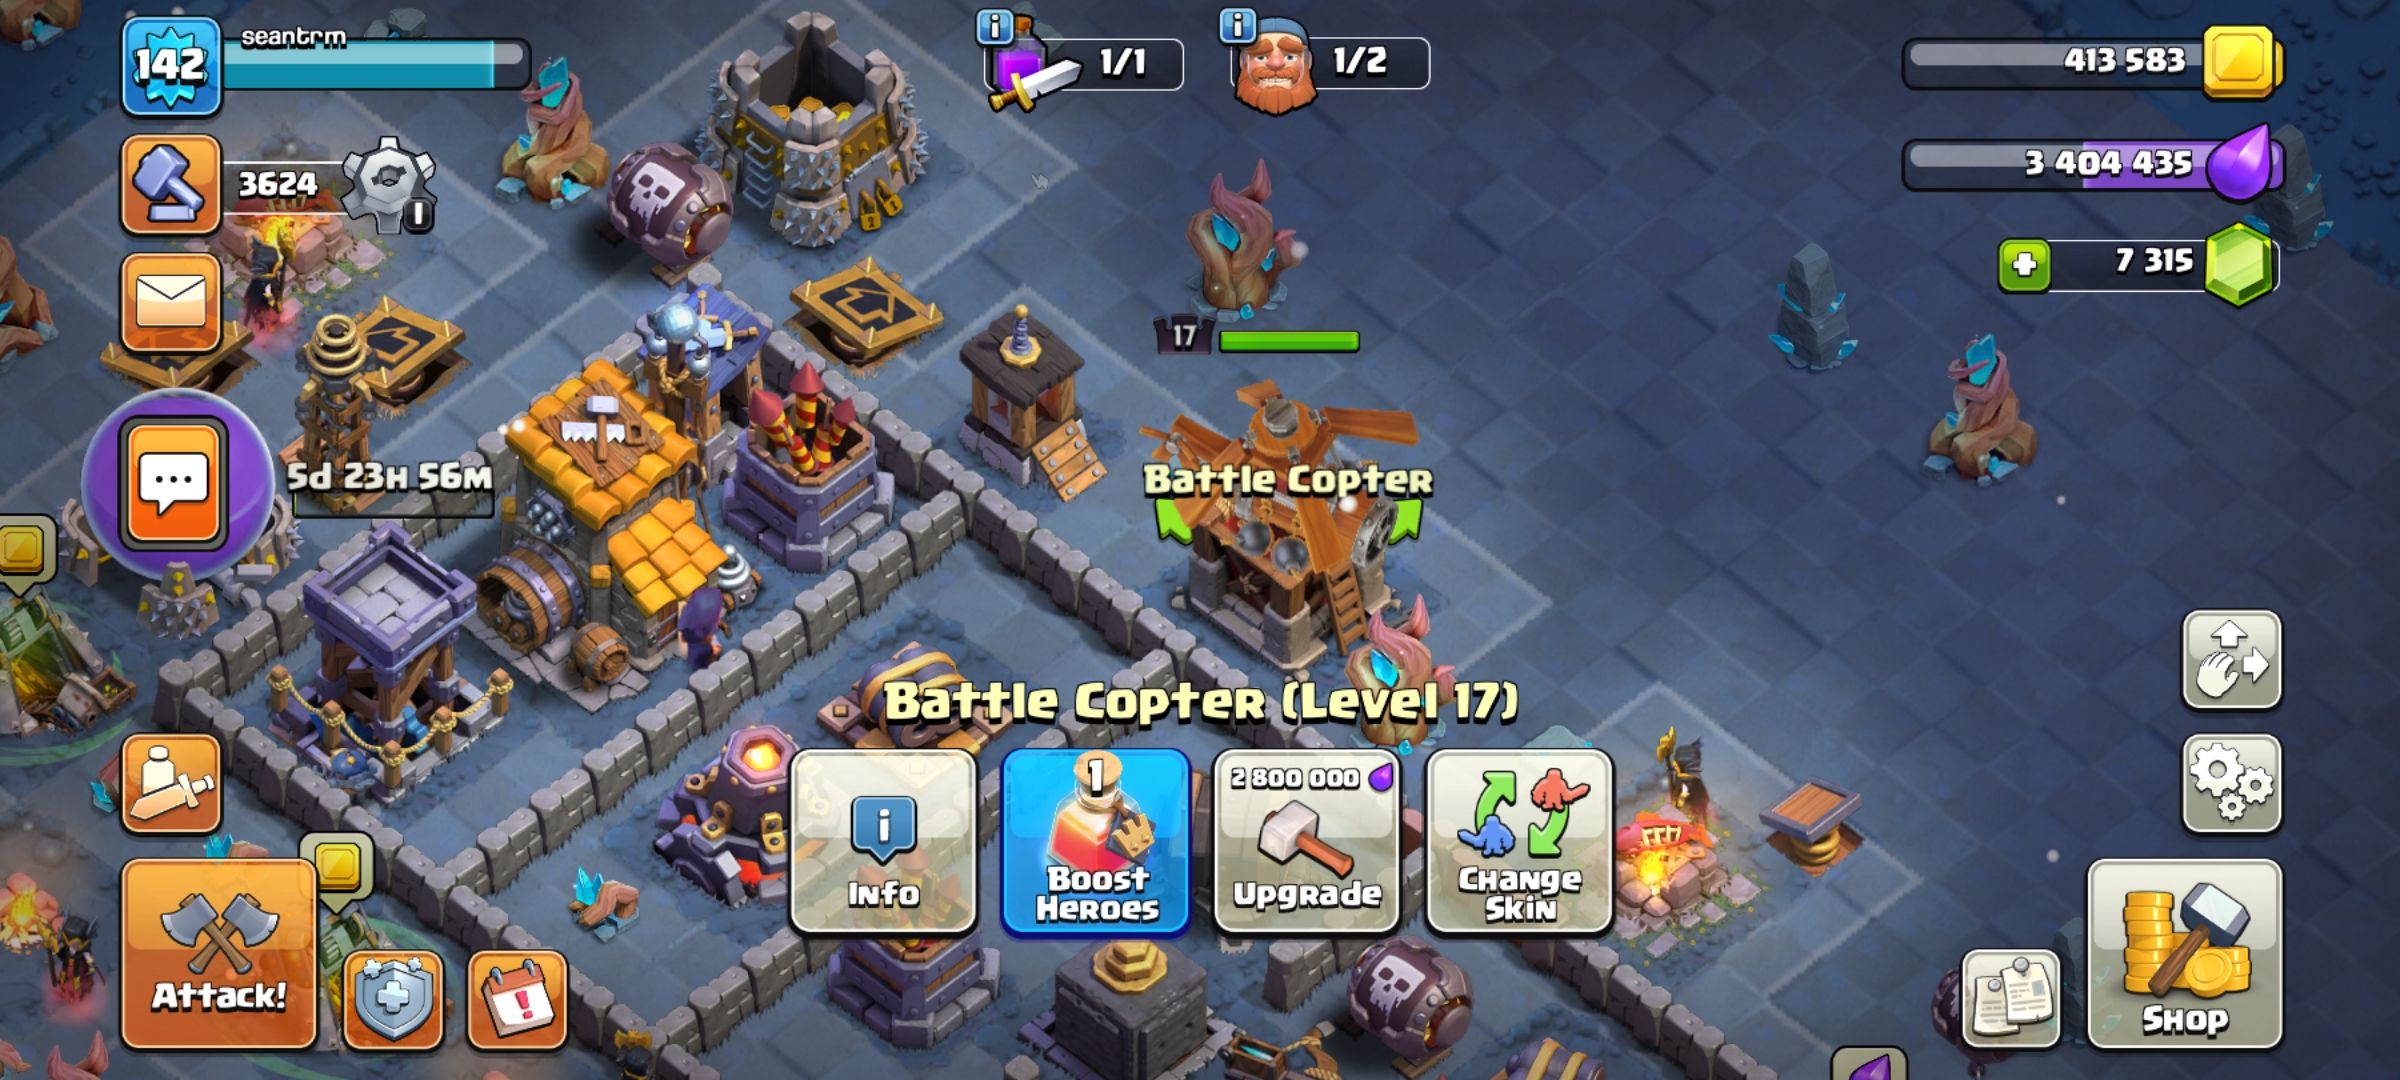 142
seantrm
1/1
1/2
413 583
3624
I
3 404 435
7 315
17
5d 23H 56M
Battle Copter
Battle Copter (Level 17)
Info
1
Boost
Heroes
2 800 000
Upgrade
Change
Skin
Attack!
Shop